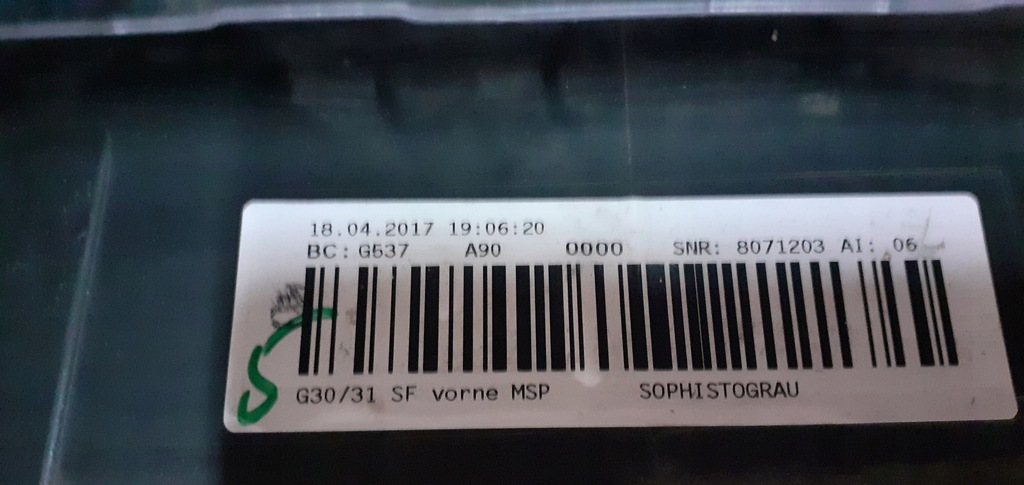 18.04.2017 19:06:20
BC: G537 A90 0000 SNR: 8071203 AI: 06
G30/31 SF vorne MSP SOPHISTOGRAU